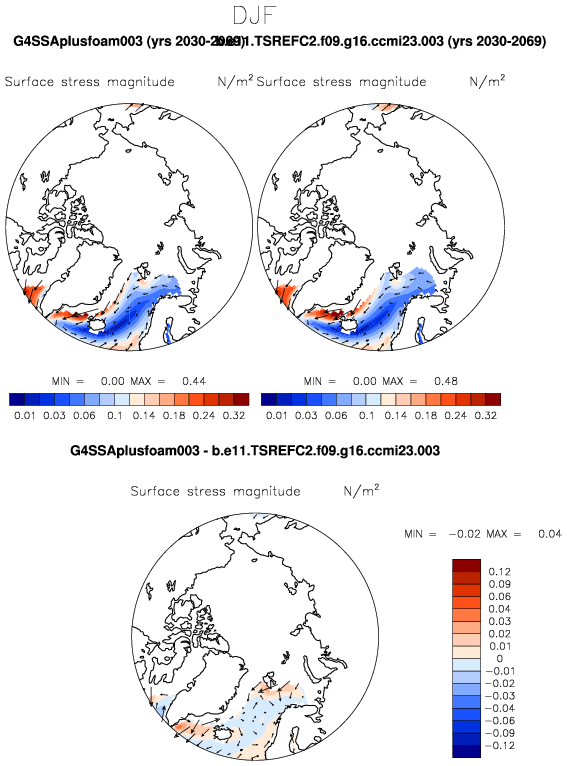 DJF
G4SSAplusfoam003 (yrs 2030-2069)
b.e11.TSREFC2.f09.g16.ccmi23.003 (yrs 2030-2069)
Surface stress magnitude N/m²
Surface stress magnitude N/m²
MIN = 0.00 MAX = 0.44
MIN = 0.00 MAX = 0.48
0.01 0.03 0.06 0.1 0.14 0.18 0.24 0.32
0.01 0.03 0.06 0.1 0.14 0.18 0.24 0.32
G4SSAplusfoam003 - b.e11.TSREFC2.f09.g16.ccmi23.003
Surface stress magnitude N/m²
MIN = −0.02 MAX = 0.04
0.12
0.09
0.06
0.04
0.03
0.02
0.01
0
−0.01
−0.02
−0.03
−0.04
−0.06
−0.09
−0.12